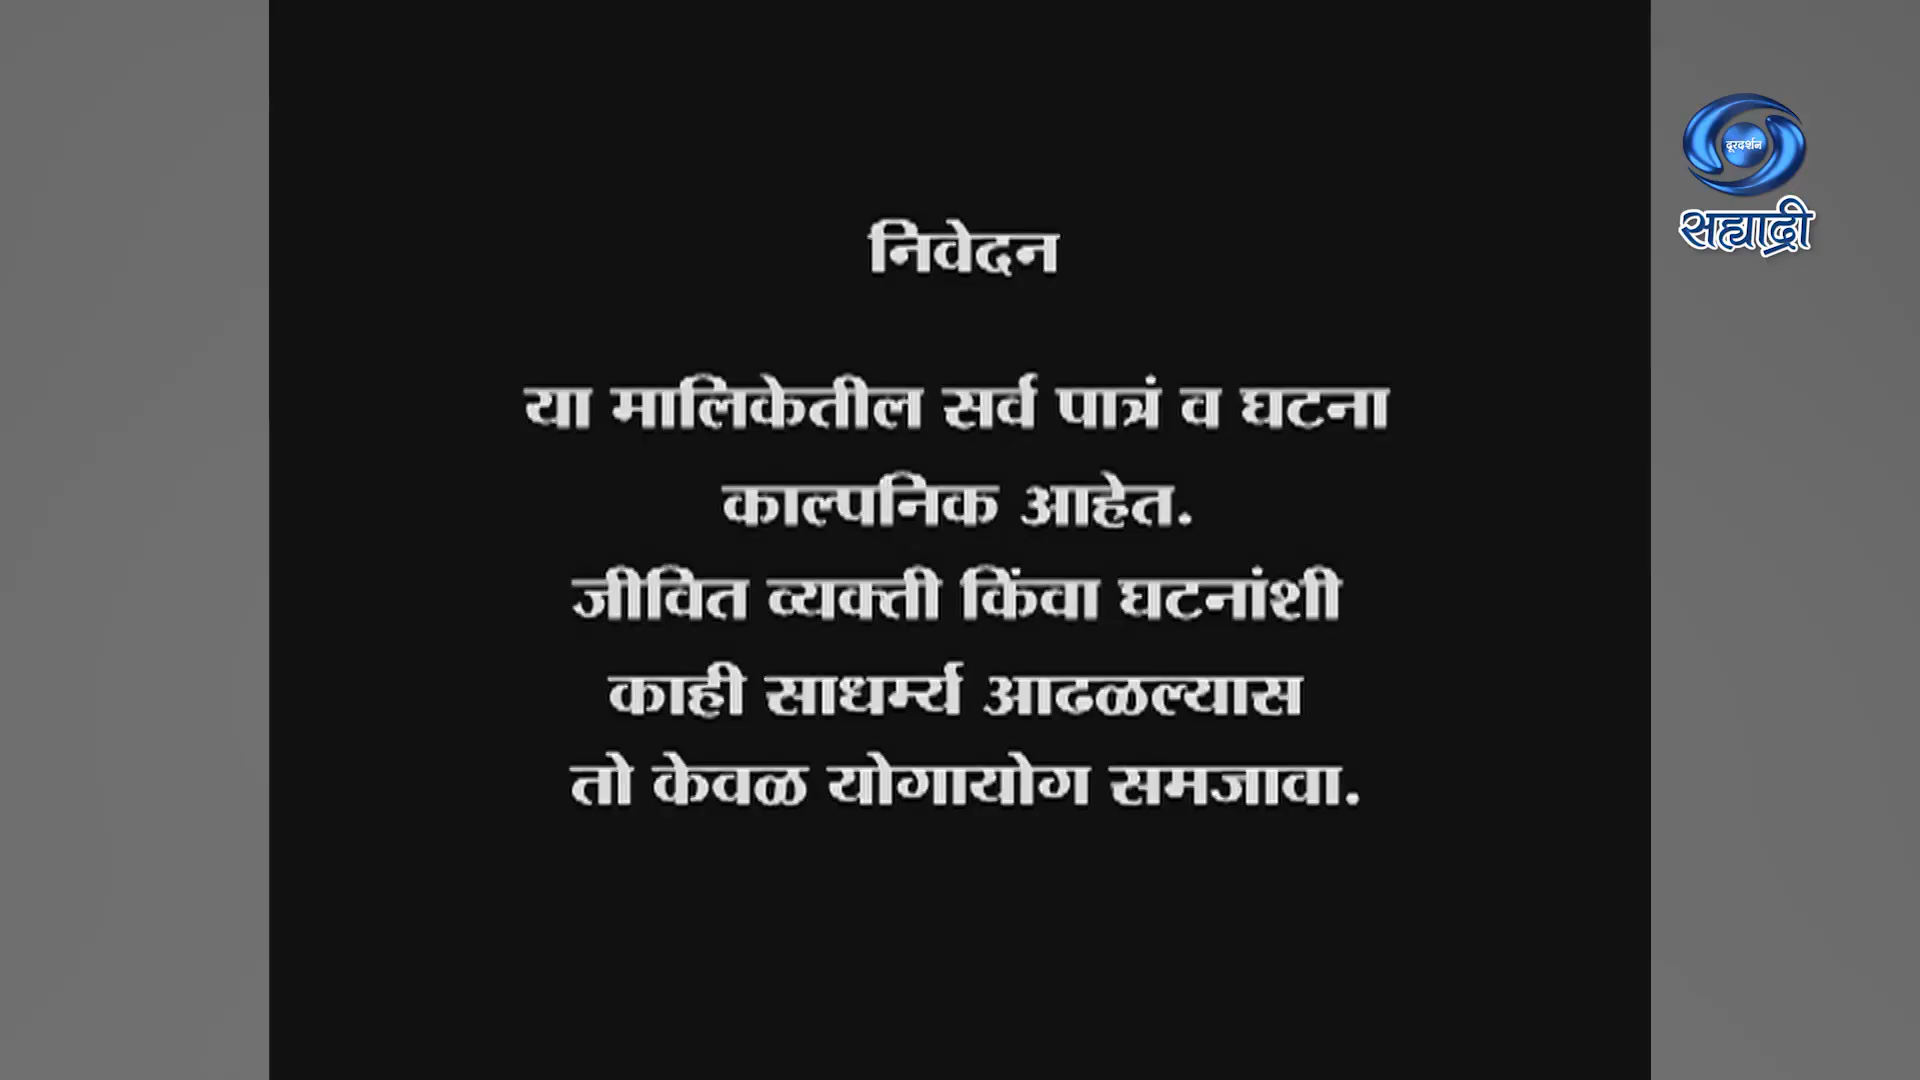 दूरदर्शन
सह्याद्री
निवेदन
या मालिकेतील सर्व पात्रं व घटना
काल्पनिक आहेत.
जीवित व्यक्ती किंवा घटनांशी
काही साधर्म्य आढळल्यास
तो केवळ योगायोग समजावा.